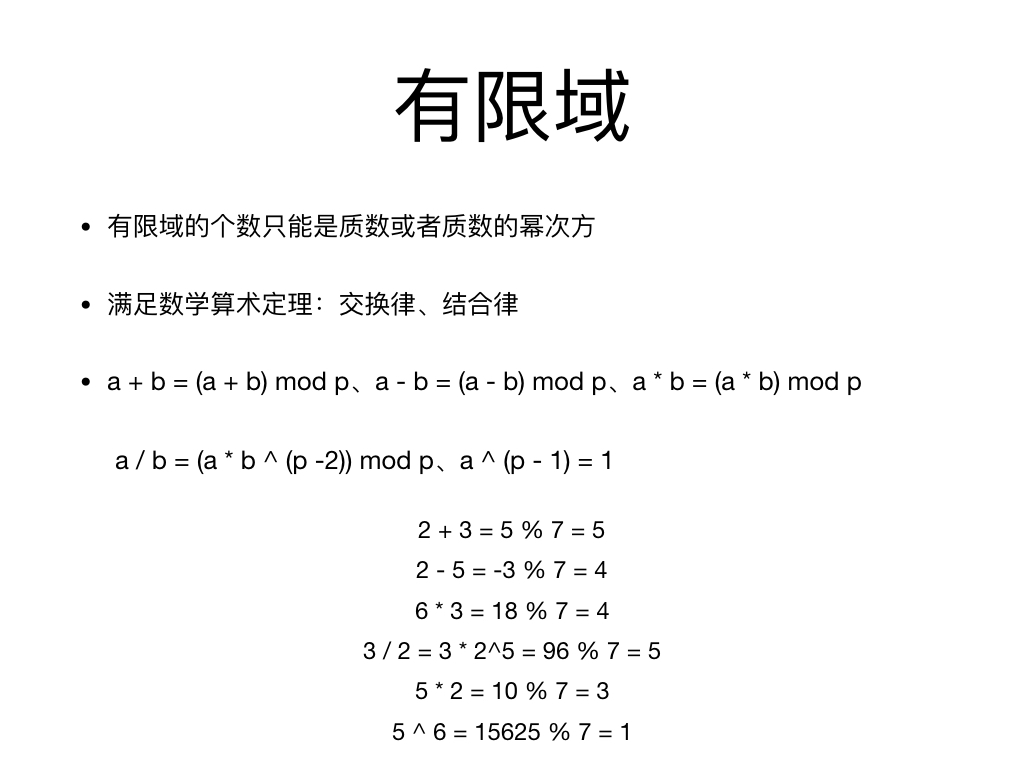 有限域
• 有限域的个数只能是质数或者质数的幂次方
• 满足数学算术定理：交换律、结合律
• a + b = (a + b) mod p、a - b = (a - b) mod p、a * b = (a * b) mod p
a / b = (a * b ^ (p -2)) mod p、a ^ (p - 1) = 1
2 + 3 = 5 % 7 = 5
2 - 5 = -3 % 7 = 4
6 * 3 = 18 % 7 = 4
3 / 2 = 3 * 2^5 = 96 % 7 = 5
5 * 2 = 10 % 7 = 3
5 ^ 6 = 15625 % 7 = 1